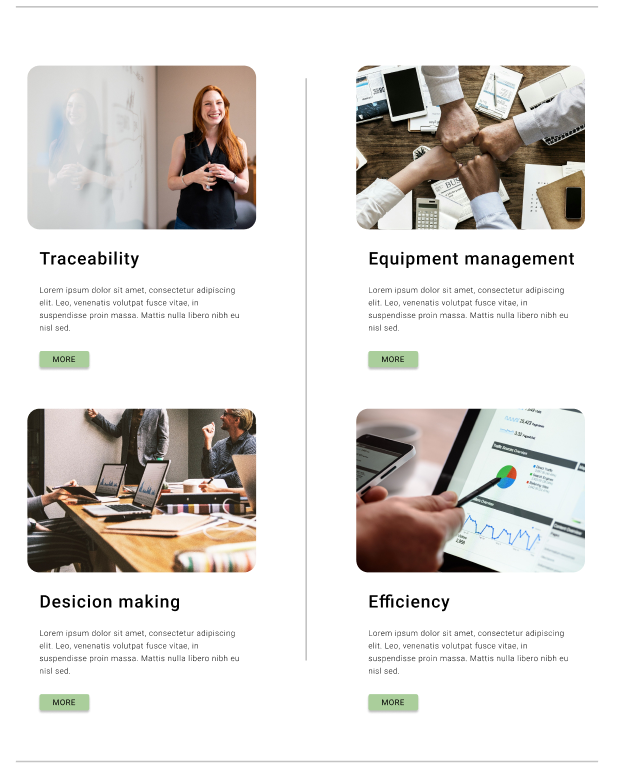 Traceability
Lorem ipsum dolor sit amet, consectetur adipiscing
elit. Leo, venenatis volutpat fusce vitae, in
suspendisse proin massa. Mattis nulla libero nibh eu
nisl sed.
MORE
Equipment management
Lorem ipsum dolor sit amet, consectetur adipiscing
elit. Leo, venenatis volutpat fusce vitae, in
suspendisse proin massa. Mattis nulla libero nibh eu
nisl sed.
MORE
Desicion making
Lorem ipsum dolor sit amet, consectetur adipiscing
elit. Leo, venenatis volutpat fusce vitae, in
suspendisse proin massa. Mattis nulla libero nibh eu
nisl sed.
MORE
Efficiency
Lorem ipsum dolor sit amet, consectetur adipiscing
elit. Leo, venenatis volutpat fusce vitae, in
suspendisse proin massa. Mattis nulla libero nibh eu
nisl sed.
MORE